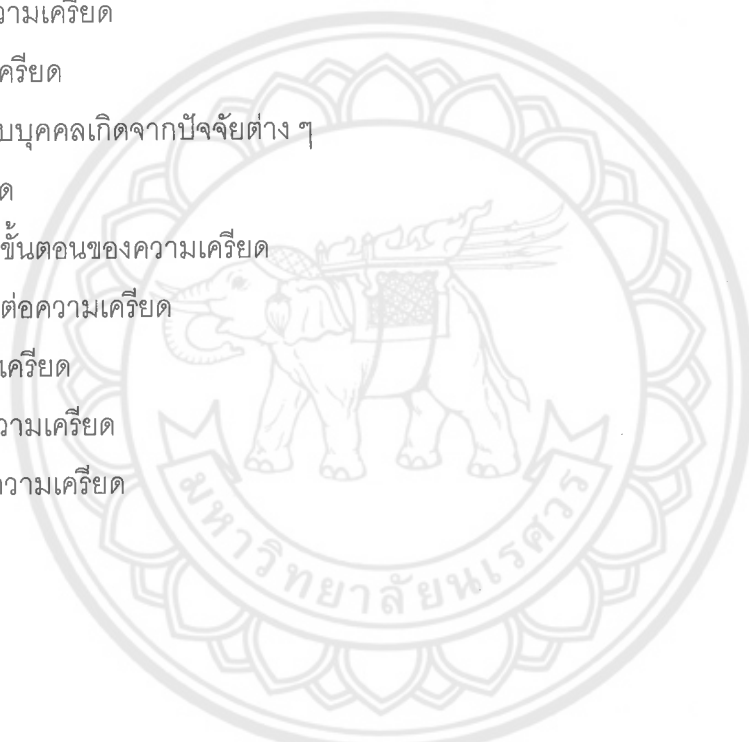 วามเครียด
ครียด
บบุคคลเกิดจากปัจจัยต่าง ๆ
ด
ขั้นตอนของความเครียด
ต่อความเครียด
เครียด
วามเครียด
วามเครียด
มหาวิทยาลัยนเรศวร